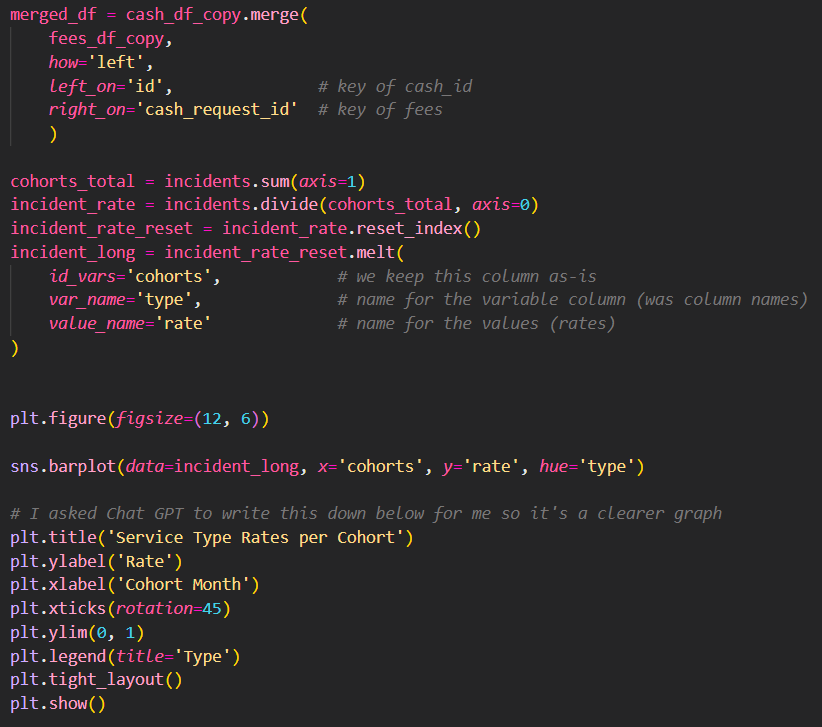 merged_df = cash_df_copy.merge(
    fees_df_copy,
    how='left',
    left_on='id',               # key of cash_id
    right_on='cash_request_id'  # key of fees
    )

cohorts_total = incidents.sum(axis=1)
incident_rate = incidents.divide(cohorts_total, axis=0)
incident_rate_reset = incident_rate.reset_index()
incident_long = incident_rate_reset.melt(
    id_vars='cohorts',            # we keep this column as-is
    var_name='type',              # name for the variable column (was column names)
    value_name='rate'             # name for the values (rates)
)


plt.figure(figsize=(12, 6))

sns.barplot(data=incident_long, x='cohorts', y='rate', hue='type')

# I asked Chat GPT to write this down below for me so it's a clearer graph
plt.title('Service Type Rates per Cohort')
plt.ylabel('Rate')
plt.xlabel('Cohort Month')
plt.xticks(rotation=45)
plt.ylim(0, 1)
plt.legend(title='Type')
plt.tight_layout()
plt.show()